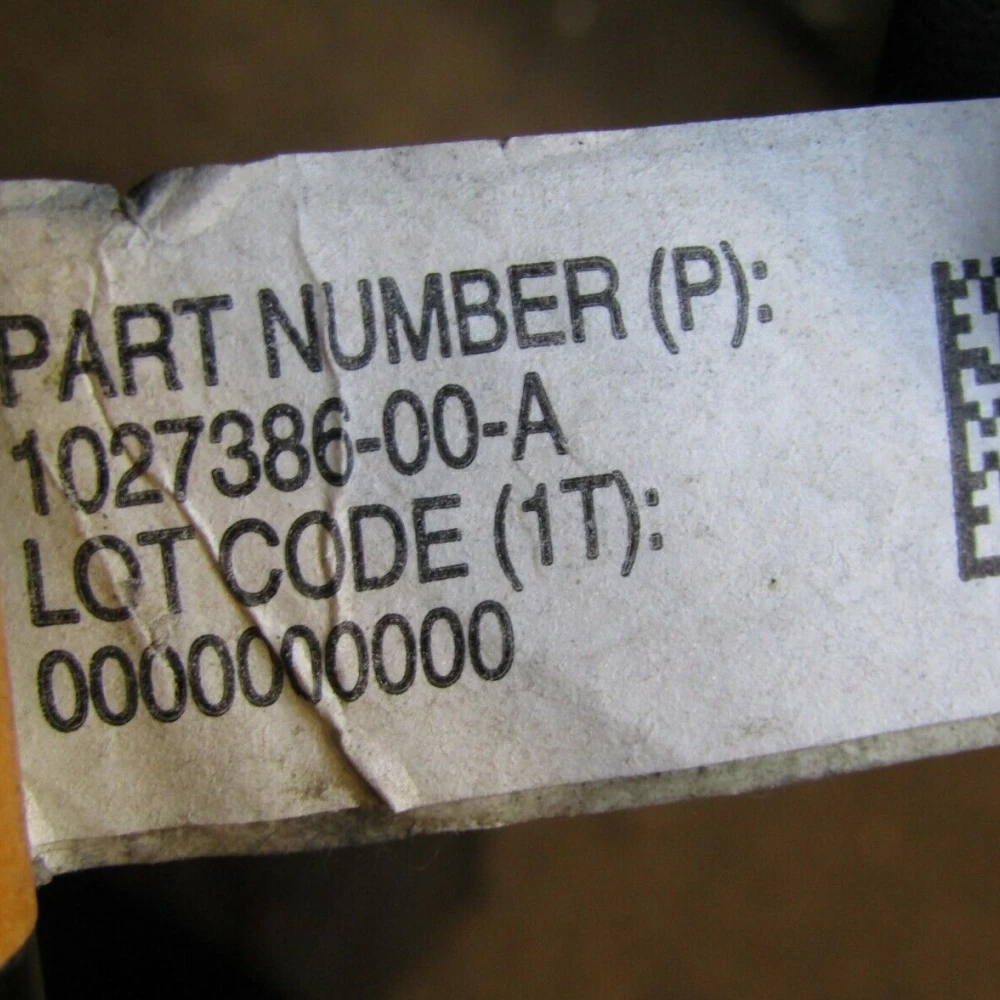 PART NUMBER (P):
1027386-00-A
LOT CODE (1T):
0000000000